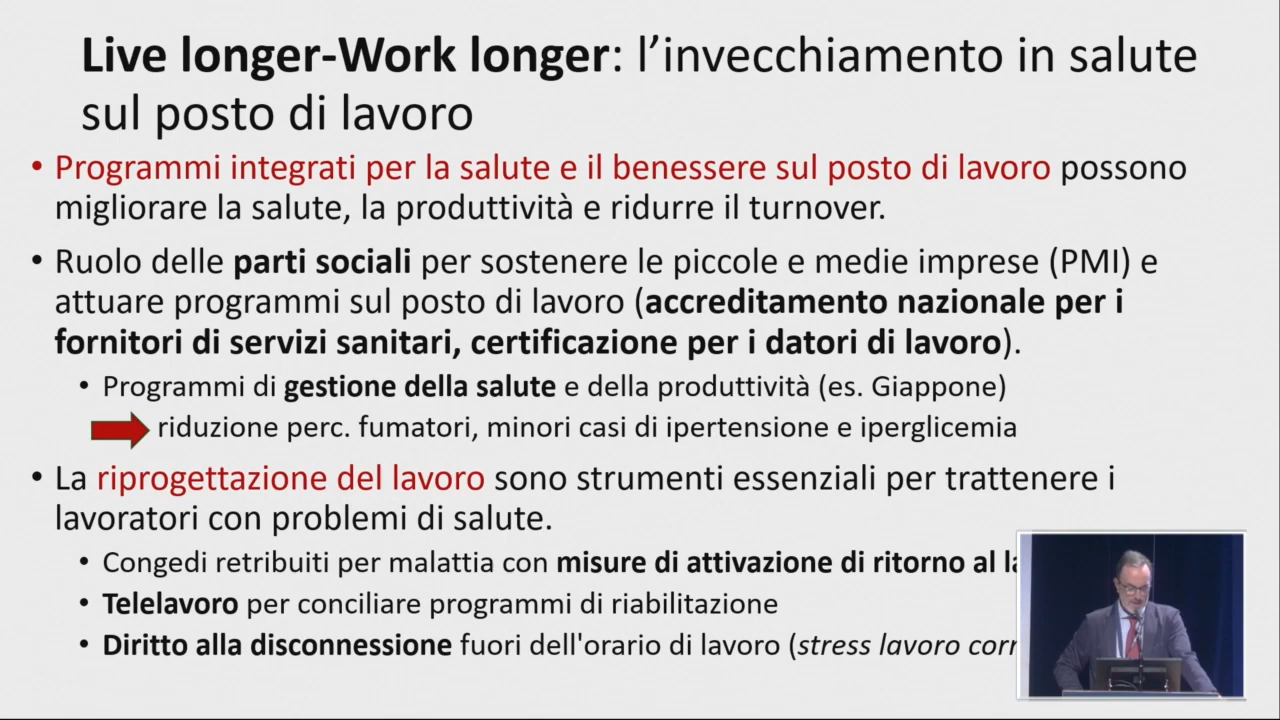 Live longer-Work longer: l’invecchiamento in salute
sul posto di lavoro
• Programmi integrati per la salute e il benessere sul posto di lavoro possono
migliorare la salute, la produttività e ridurre il turnover.
• Ruolo delle parti sociali per sostenere le piccole e medie imprese (PMI) e
attuare programmi sul posto di lavoro (accreditamento nazionale per i
fornitori di servizi sanitari, certificazione per i datori di lavoro).
• Programmi di gestione della salute e della produttività (es. Giappone)
riduzione perc. fumatori, minori casi di ipertensione e iperglicemia
• La riprogettazione del lavoro sono strumenti essenziali per trattenere i
lavoratori con problemi di salute.
• Congedi retribuiti per malattia con misure di attivazione di ritorno al
• Telelavoro per conciliare programmi di riabilitazione
• Diritto alla disconnessione fuori dell'orario di lavoro (stress lavoro